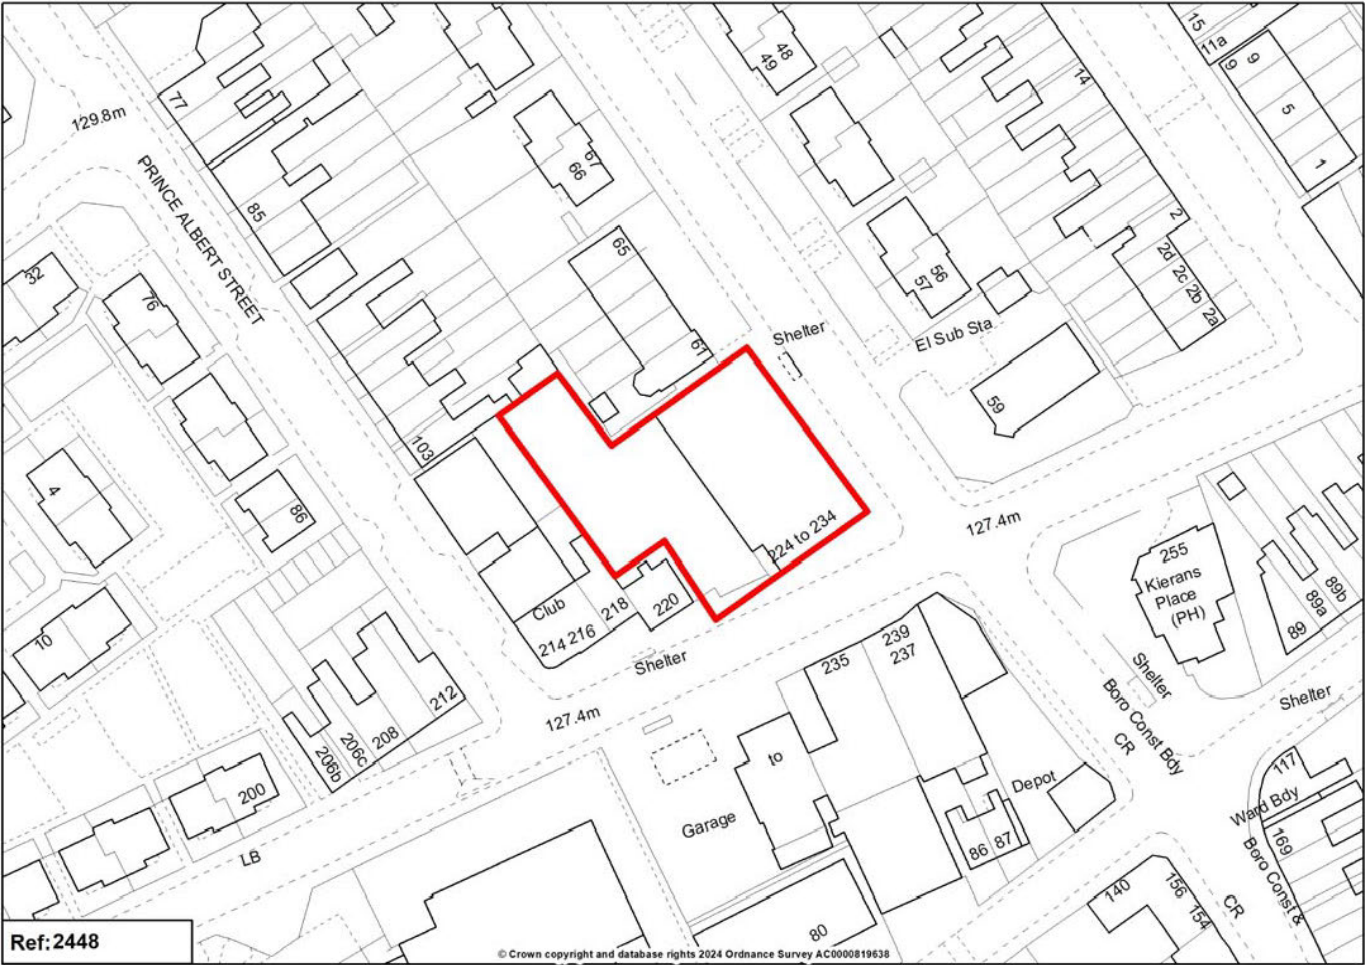 15
11a
9
9
5
1
48
49
14
77
129.8m
67
66
PRINCE ALBERT STREET
85
2
65
2d
2c
2b
2a
32
76
56
57
El Sub Sta
Shelter
61
59
103
4
86
127.4m
224 to 234
255
Kierans
Place
(PH)
89b
89a
89
Club
218
220
214
216
10
Shelter
239
237
235
Shelter
Boro Const Bdy
CR
Shelter
212
208
206c
206b
127.4m
to
Garage
Depot
117
Ward Bdy
200
LB
86
87
169
Boro Const &
140
156
154
CR
80
Ref:2448
© Crown copyright and database rights 2024 Ordnance Survey AC0000819638